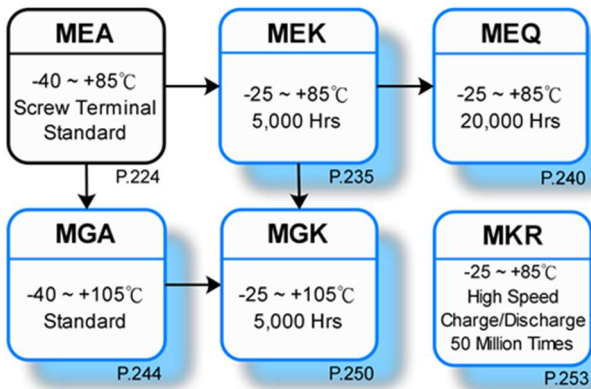 MEA
-40 ~ +85℃
Screw Terminal
Standard
P.224
MEK
-25 ~ +85℃
5,000 Hrs
P.235
MEQ
-25 ~ +85℃
20,000 Hrs
P.240
MGA
-40 ~ +105℃
Standard
P.244
MGK
-25 ~ +105℃
5,000 Hrs
P.250
MKR
-25 ~ +85℃
High Speed
Charge/Discharge
50 Million Times
P.253